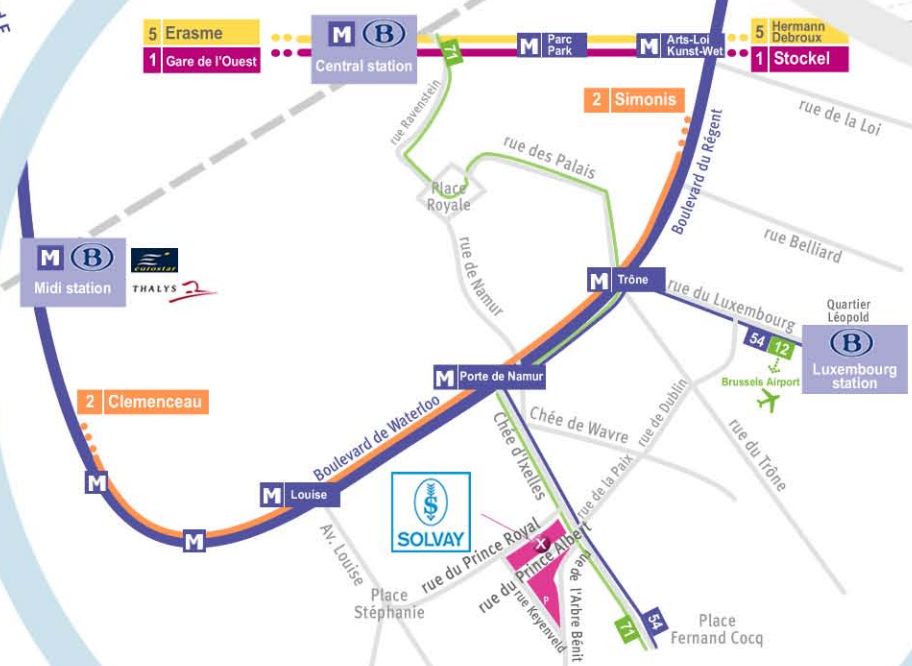 5 Erasme
1 Gare de l'Ouest
M B
Central station
71
M Parc
Park
M Arts-Loi
Kunst-Wet
5 Hermann
Debroux
1 Stockel
2 Simonis
rue Ravenstein
rue de la Loi
rue des Palais
Boulevard du Régent
Place
Royale
rue de Namur
rue Belliard
M B
Midi station
eurostar
THALYS
M Trône
rue du Luxembourg
Quartier
Léopold
B
Luxembourg
station
54 12
Brussels Airport
M Porte de Namur
2 Clemenceau
Boulevard de Waterloo
Chée de Wavre
rue de Dublin
rue du Trône
Chée d'Ixelles
rue de la Paix
M
M Louise
M
S
SOLVAY
Av. Louise
rue du Prince Royal
X
rue du Prince Albert
P
rue Keyenveld
rue de l'Arbre Bénit
Place
Stéphanie
71
54
Place
Fernand Cocq